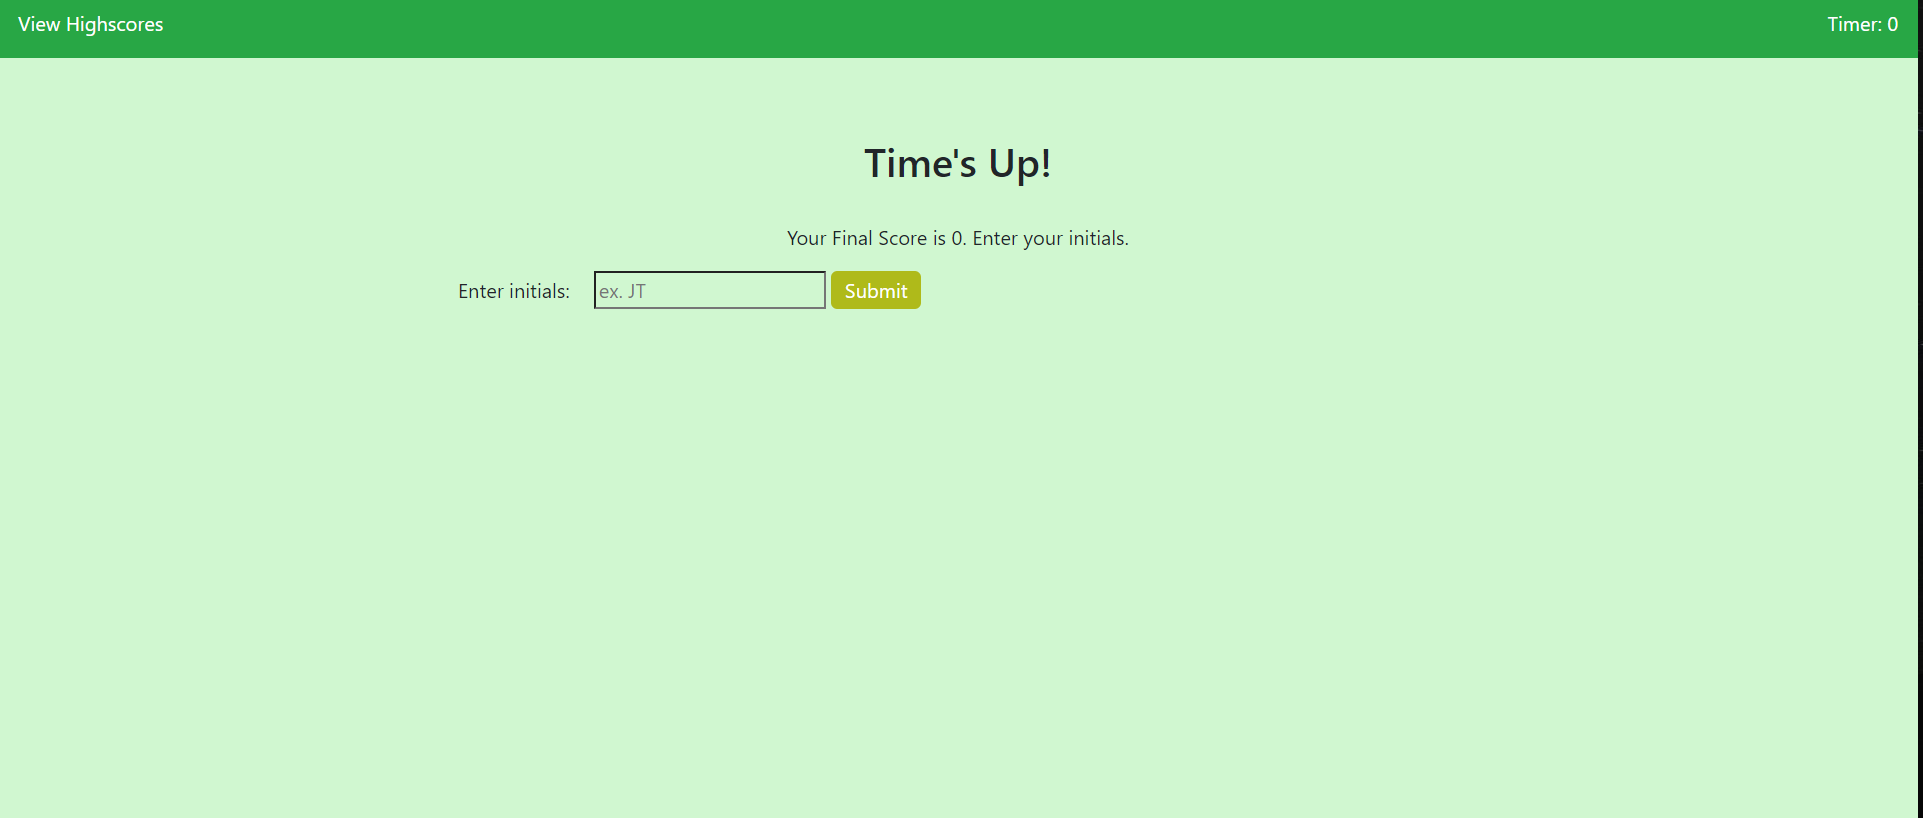 View Highscores
Timer: 0
Time's Up!
Your Final Score is 0. Enter your initials.
Enter initials: ex. JT Submit